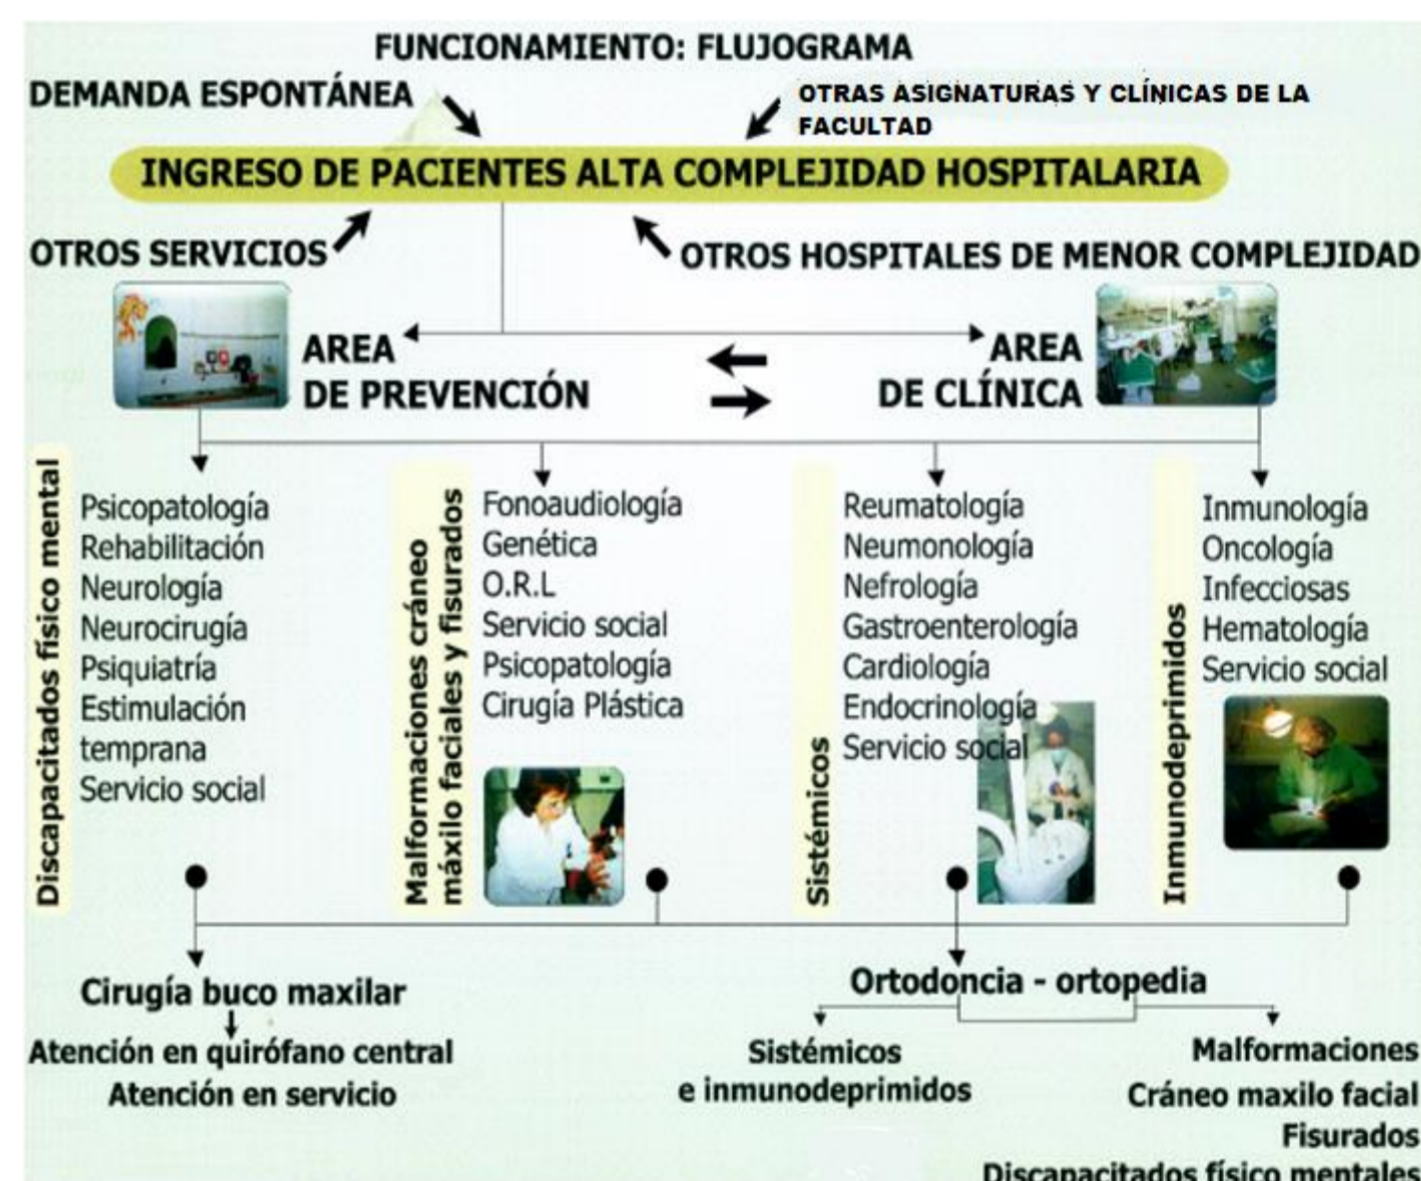 FUNCIONAMIENTO: FLUJOGRAMA
DEMANDA ESPONTÁNEA
OTRAS ASIGNATURAS Y CLÍNICAS DE LA
FACULTAD
INGRESO DE PACIENTES ALTA COMPLEJIDAD HOSPITALARIA
OTROS SERVICIOS
OTROS HOSPITALES DE MENOR COMPLEJIDAD
AREA
DE PREVENCIÓN
AREA
DE CLÍNICA
Discapacitados físico mental
Psicopatología
Rehabilitación
Neurología
Neurocirugía
Psiquiatría
Estimulación
temprana
Servicio social
Malformaciones cráneo
máxilo faciales y fisurados
Fonoaudiología
Genética
O.R.L
Servicio social
Psicopatología
Cirugía Plástica
Sistémicos
Reumatología
Neumonología
Nefrología
Gastroenterología
Cardiología
Endocrinología
Servicio social
Inmunodeprimidos
Inmunología
Oncología
Infecciosas
Hematología
Servicio social
Cirugía buco maxilar
Atención en quirófano central
Atención en servicio
Ortodoncia - ortopedia
Sistémicos
e inmunodeprimidos
Malformaciones
Cráneo maxilo facial
Fisurados
Discapacitados físico mentales